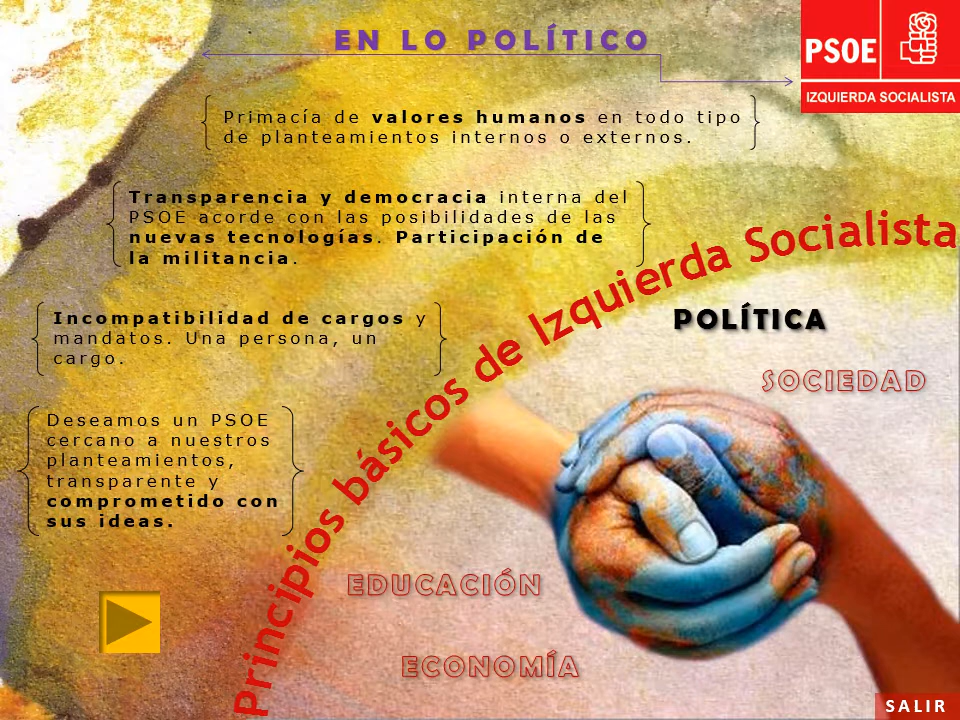 EN LO POLÍTICO
PSOE
IZQUIERDA SOCIALISTA
Primacía de valores humanos en todo tipo
de planteamientos internos o externos.
Transparencia y democracia interna del
PSOE acorde con las posibilidades de las
nuevas tecnologías. Participación de
la militancia.
Incompatibilidad de cargos y
mandatos. Una persona, un
cargo.
Deseamos un PSOE
cercano a nuestros
planteamientos,
transparente y
comprometido con
sus ideas.
Principios básicos de Izquierda Socialista
POLÍTICA
SOCIEDAD
EDUCACIÓN
ECONOMÍA
SALIR